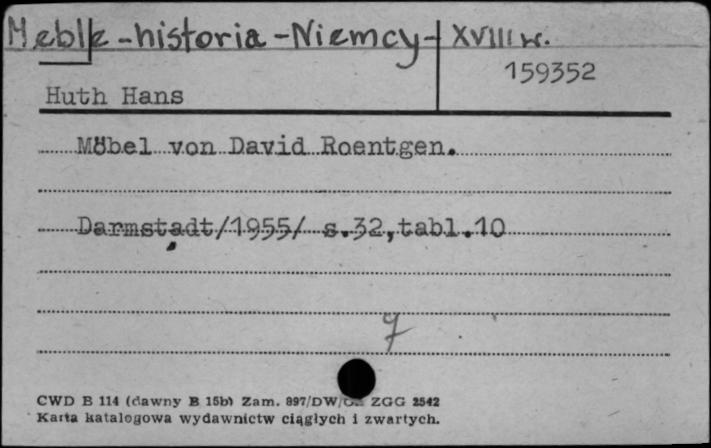 Meble - historia - Niemcy - XVIII w.
159352
Huth Hans
Möbel von David Roentgen.
Darmstadt/1955/ s.32,tabl.10
7
CWD B 114 (dawny B 15b) Zam. 897/DW/ ZGG 2542
Karta katalogowa wydawnictw ciągłych i zwartych.